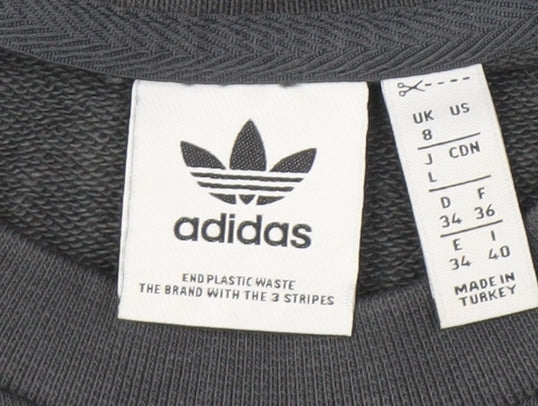 adidas
END PLASTIC WASTE
THE BRAND WITH THE 3 STRIPES
UK US
8
J CDN
L
D F
34 36
E I
34 40
MADE IN
TURKEY